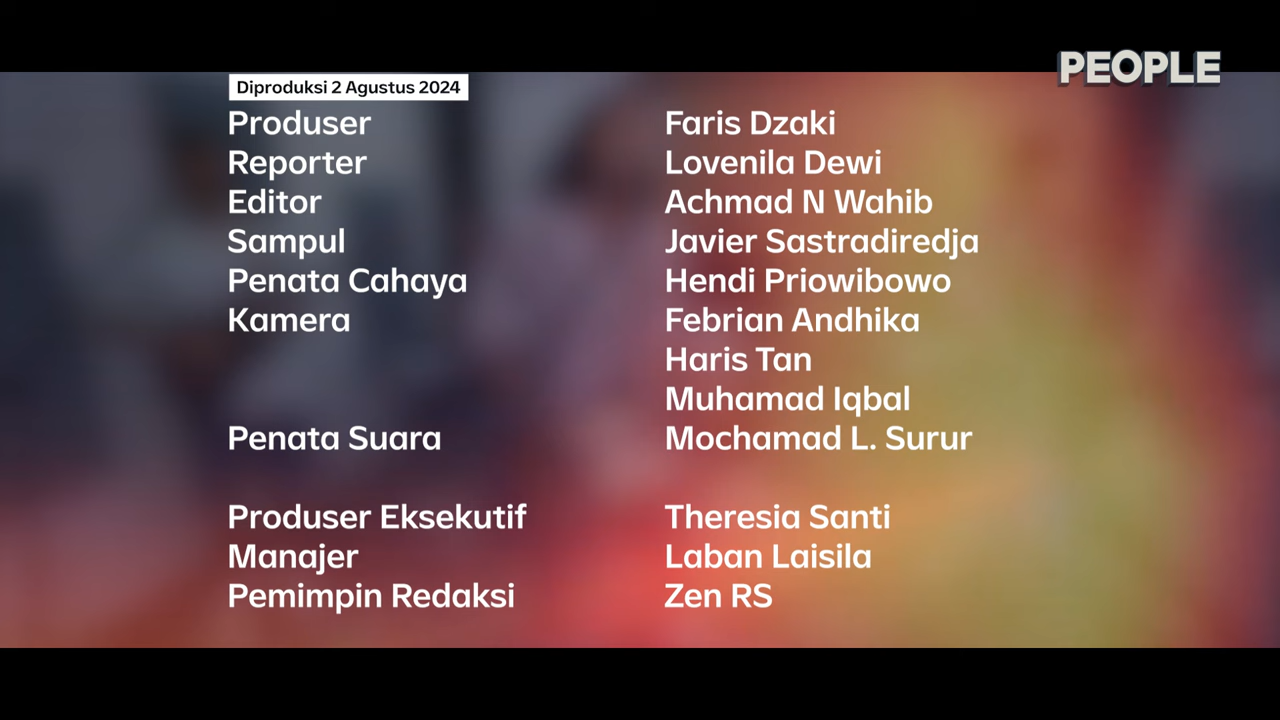 PEOPLE
Diproduksi 2 Agustus 2024
Produser Faris Dzaki
Reporter Lovenila Dewi
Editor Achmad N Wahib
Sampul Javier Sastradiredja
Penata Cahaya Hendi Priowibowo
Kamera Febrian Andhika
Haris Tan
Muhamad Iqbal
Penata Suara Mochamad L. Surur
Produser Eksekutif Theresia Santi
Manajer Laban Laisila
Pemimpin Redaksi Zen RS